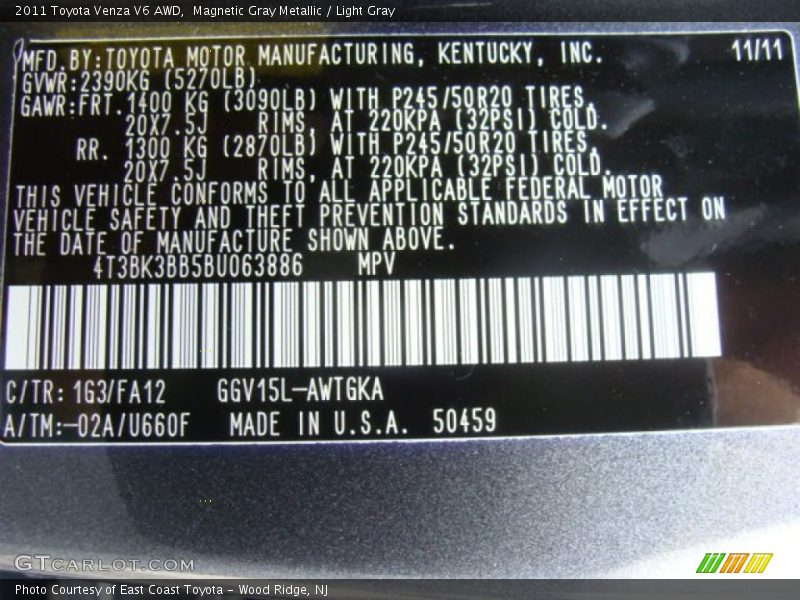 2011 Toyota Venza V6 AWD,  Magnetic Gray Metallic / Light Gray
MFD.BY:TOYOTA MOTOR MANUFACTURING, KENTUCKY, INC. 11/11
GVWR:2390KG (5270LB)
GAWR:FRT.1400 KG (3090LB) WITH P245/50R20 TIRES,
20X7.5J RIMS, AT 220KPA (32PSI) COLD.
RR. 1300 KG (2870LB) WITH P245/50R20 TIRES,
20X7.5J RIMS, AT 220KPA (32PSI) COLD.
THIS VEHICLE CONFORMS TO ALL APPLICABLE FEDERAL MOTOR
VEHICLE SAFETY AND THEFT PREVENTION STANDARDS IN EFFECT ON
THE DATE OF MANUFACTURE SHOWN ABOVE.
4T3BK3BB5BU063886 MPV
C/TR: 1G3/FA12 GGV15L-AWTGKA
A/TM:-02A/U660F MADE IN U.S.A. 50459
GTCARLOT.COM
Photo Courtesy of East Coast Toyota - Wood Ridge, NJ